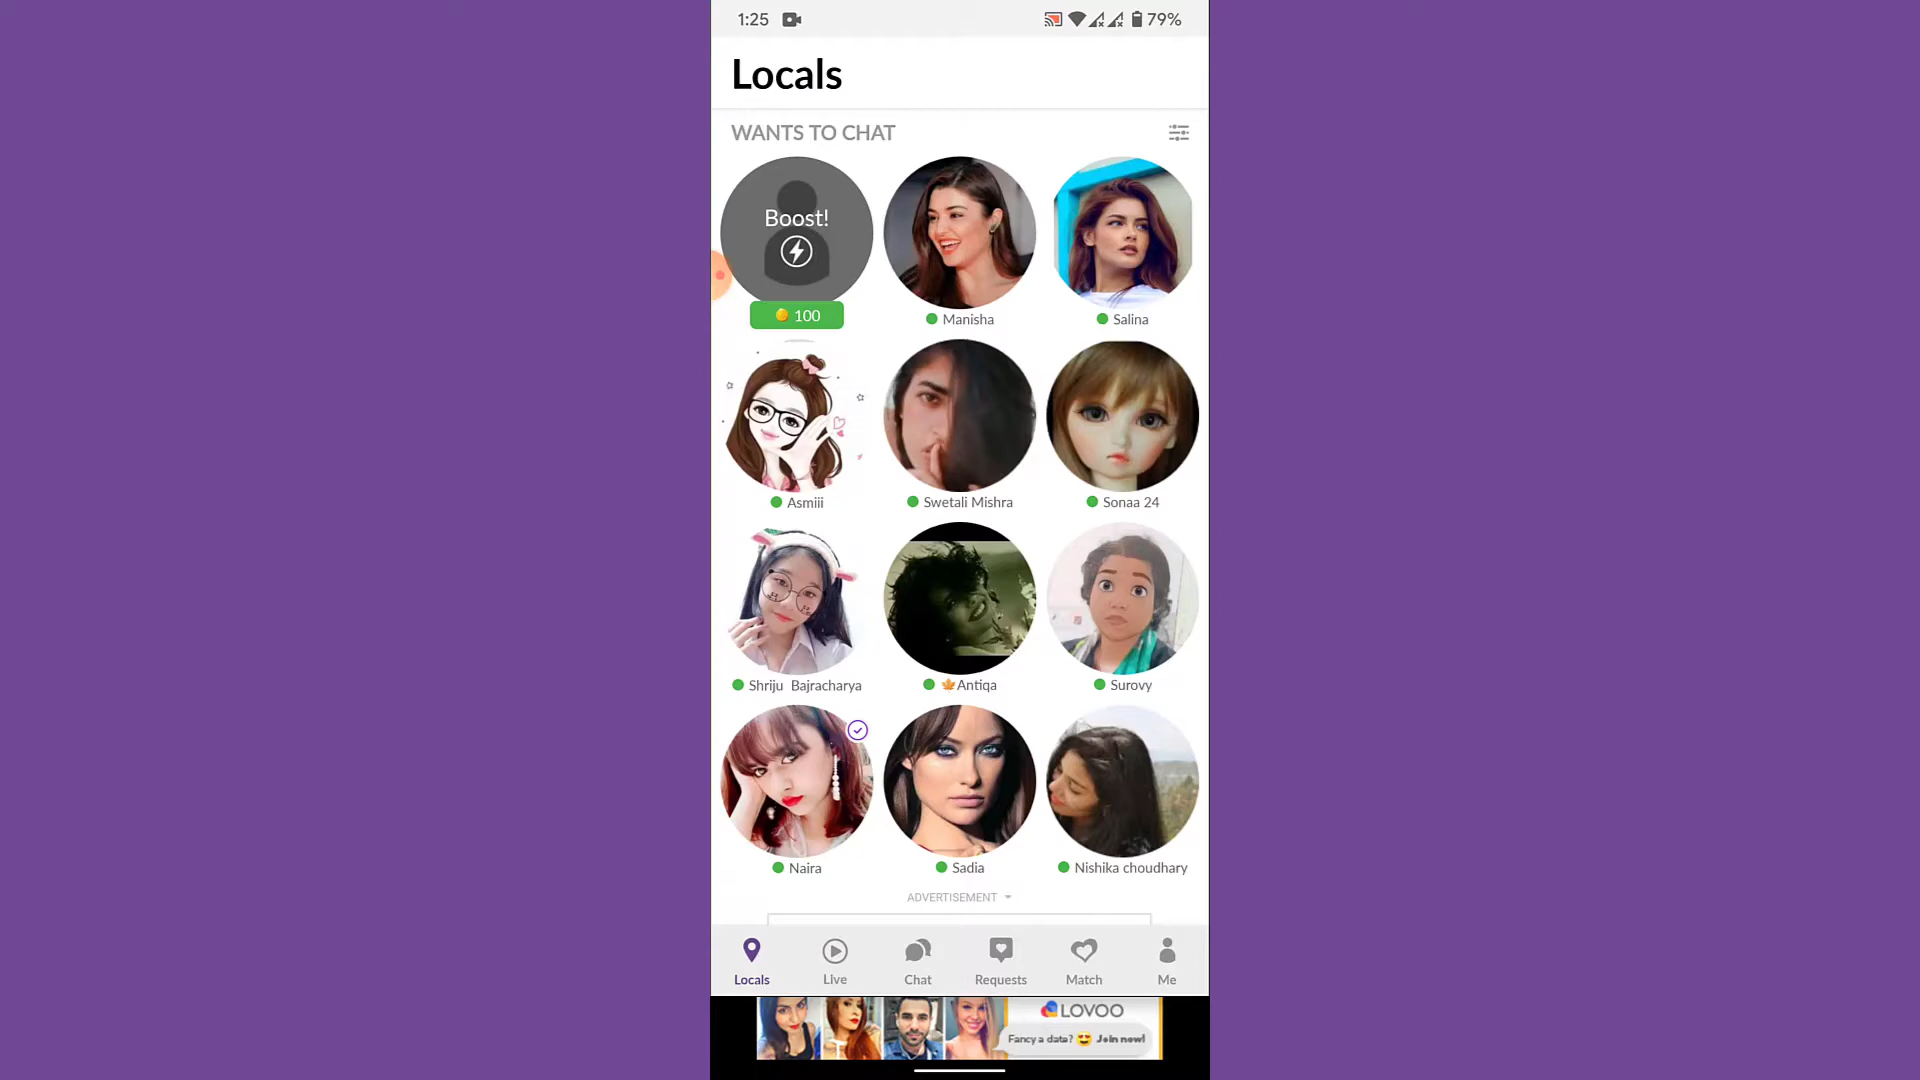 1:25 79%
Locals
WANTS TO CHAT
Boost!
100
Manisha
Salina
Asmiii
Swetali Mishra
Sonaa 24
Shriju Bajracharya
🍁Antiqa
Surovy
Naira
Sadia
Nishika choudhary
ADVERTISEMENT
Locals
Live
Chat
Requests
Match
Me
LOVOO
Fancy a date? 😍 Join now!